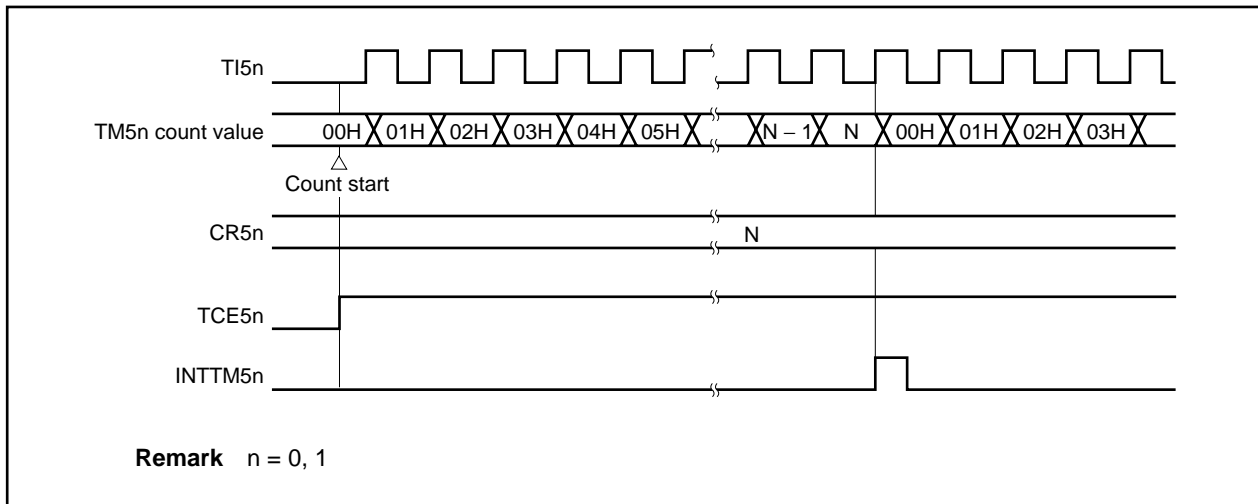 TI5n
TM5n count value 00H 01H 02H 03H 04H 05H N – 1 N 00H 01H 02H 03H
Count start
CR5n N
TCE5n
INTTM5n
Remark n = 0, 1